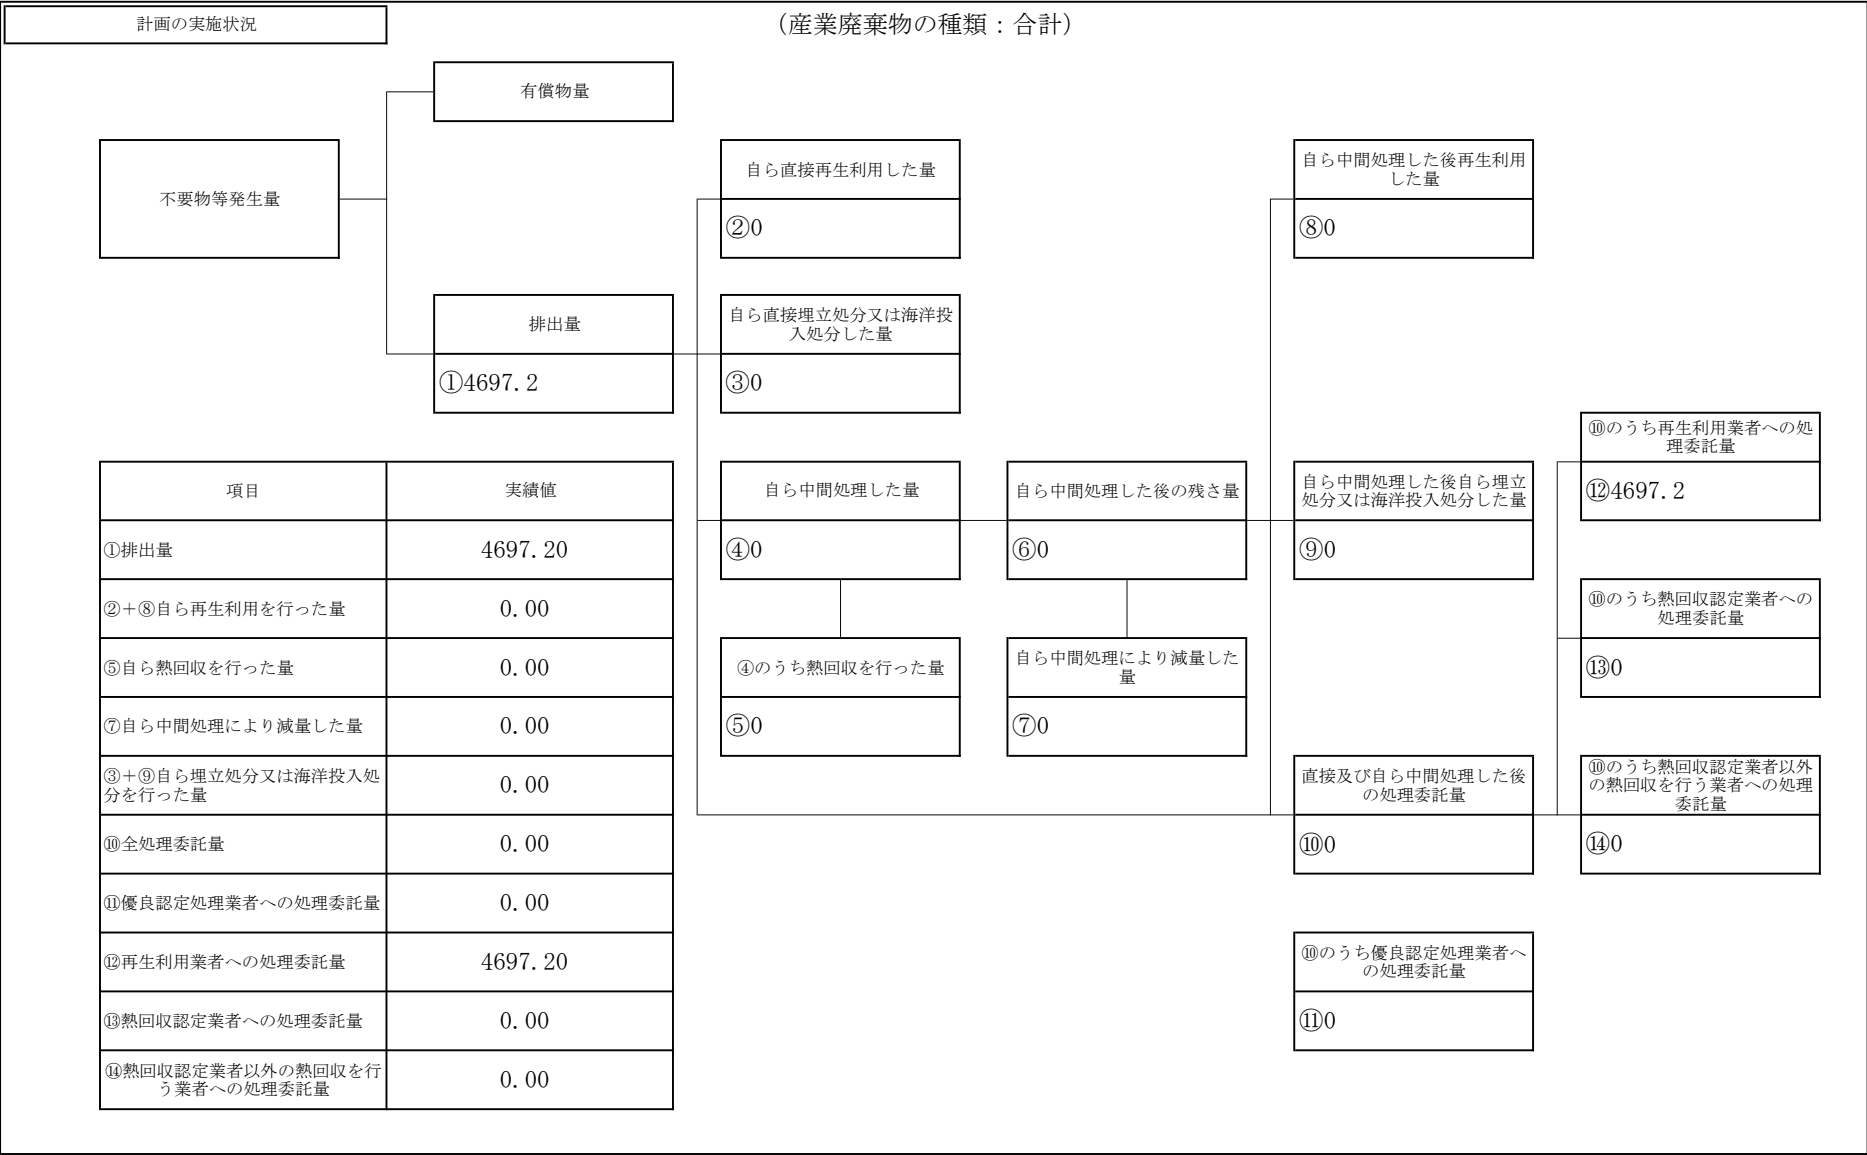 計画の実施状況
（産業廃棄物の種類：合計）
有償物量
不要物等発生量
自ら直接再生利用した量
②0
自ら中間処理した後再生利用
した量
⑧0
排出量
①4697.2
自ら直接埋立処分又は海洋投
入処分した量
③0
⑩のうち再生利用業者への処
理委託量
⑫4697.2
自ら中間処理した量
④0
自ら中間処理した後の残さ量
⑥0
自ら中間処理した後自ら埋立
処分又は海洋投入処分した量
⑨0
⑩のうち熱回収認定業者への
処理委託量
⑬0
④のうち熱回収を行った量
⑤0
自ら中間処理により減量した
量
⑦0
直接及び自ら中間処理した後
の処理委託量
⑩0
⑩のうち熱回収認定業者以外
の熱回収を行う業者への処理
委託量
⑭0
⑩のうち優良認定処理業者へ
の処理委託量
⑪0
項目 実績値
①排出量 4697.20
②＋⑧自ら再生利用を行った量 0.00
⑤自ら熱回収を行った量 0.00
⑦自ら中間処理により減量した量 0.00
③＋⑨自ら埋立処分又は海洋投入処
分を行った量 0.00
⑩全処理委託量 0.00
⑪優良認定処理業者への処理委託量 0.00
⑫再生利用業者への処理委託量 4697.20
⑬熱回収認定業者への処理委託量 0.00
⑭熱回収認定業者以外の熱回収を行
う業者への処理委託量 0.00